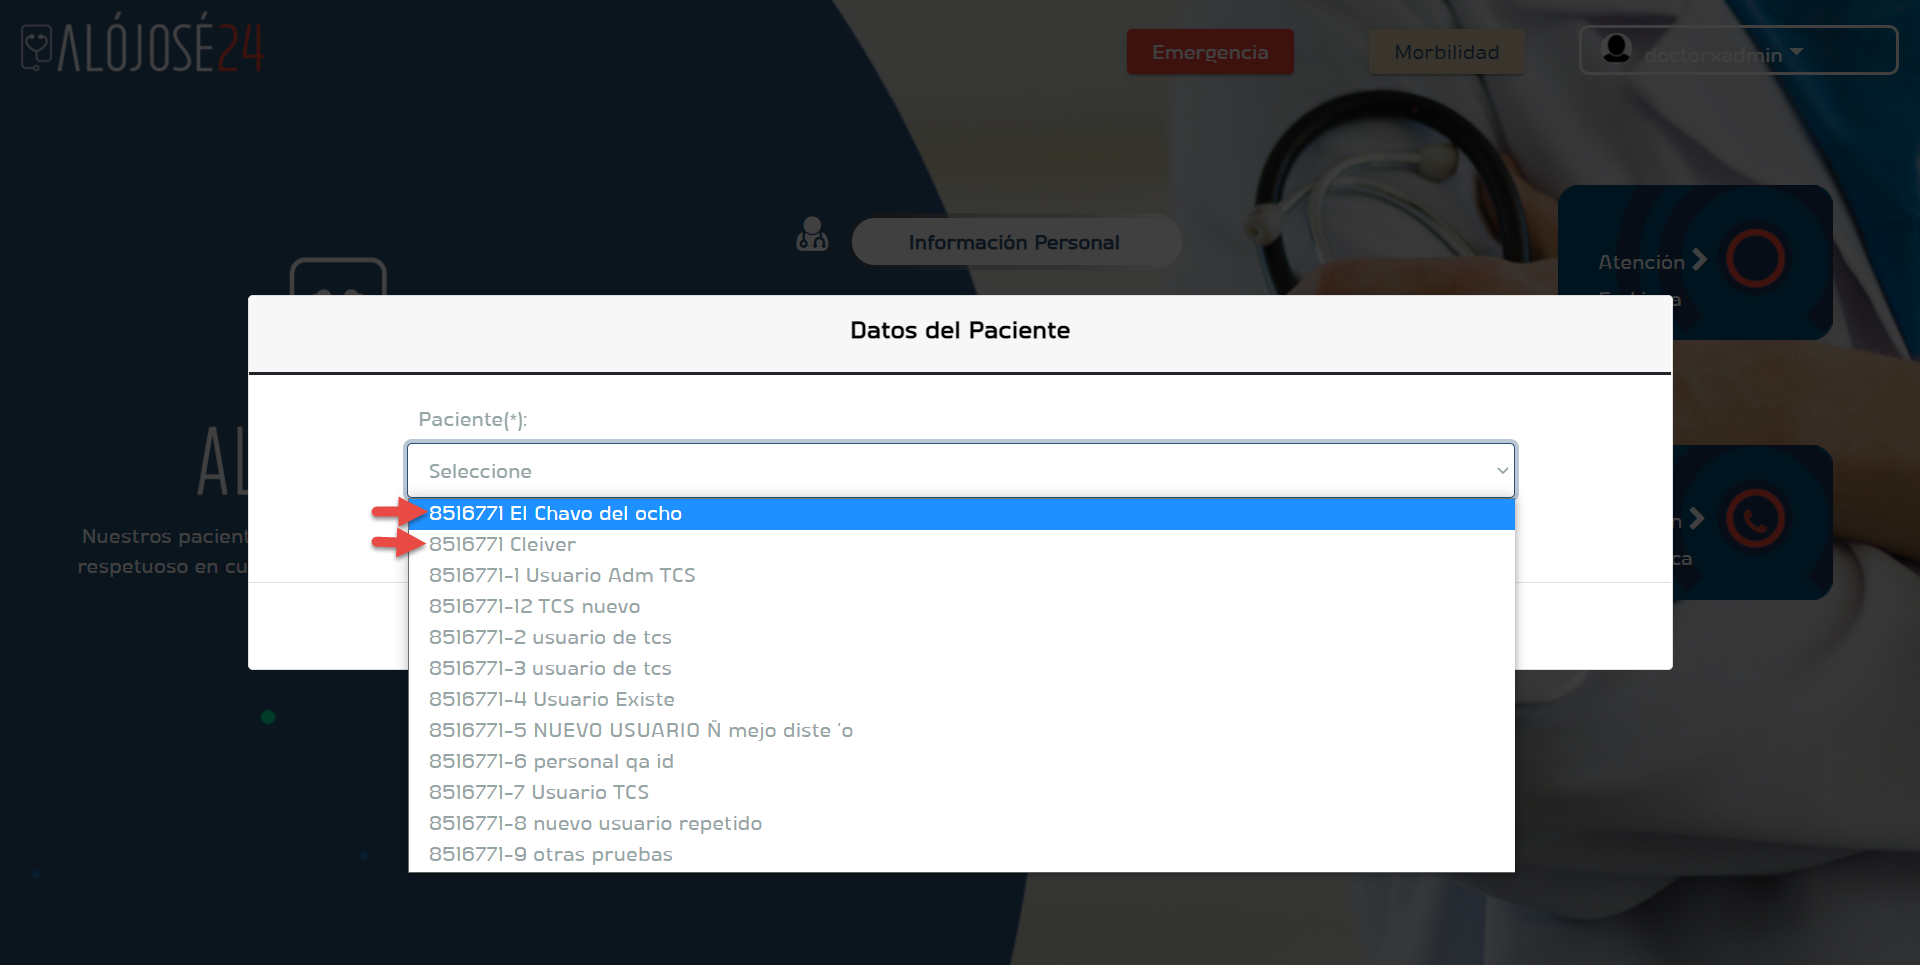 ALÓJOSÉ24
Emergencia
Morbilidad
doctorxadmin
Información Personal
Atención
Datos del Paciente
Paciente(*):
Seleccione
8516771 El Chavo del ocho
8516771 Cleiver
8516771-1 Usuario Adm TCS
8516771-12 TCS nuevo
8516771-2 usuario de tcs
8516771-3 usuario de tcs
8516771-4 Usuario Existe
8516771-5 NUEVO USUARIO Ñ mejo diste 'o
8516771-6 personal qa id
8516771-7 Usuario TCS
8516771-8 nuevo usuario repetido
8516771-9 otras pruebas
AL
Nuestros pacient
respetuoso en cu
n
ca